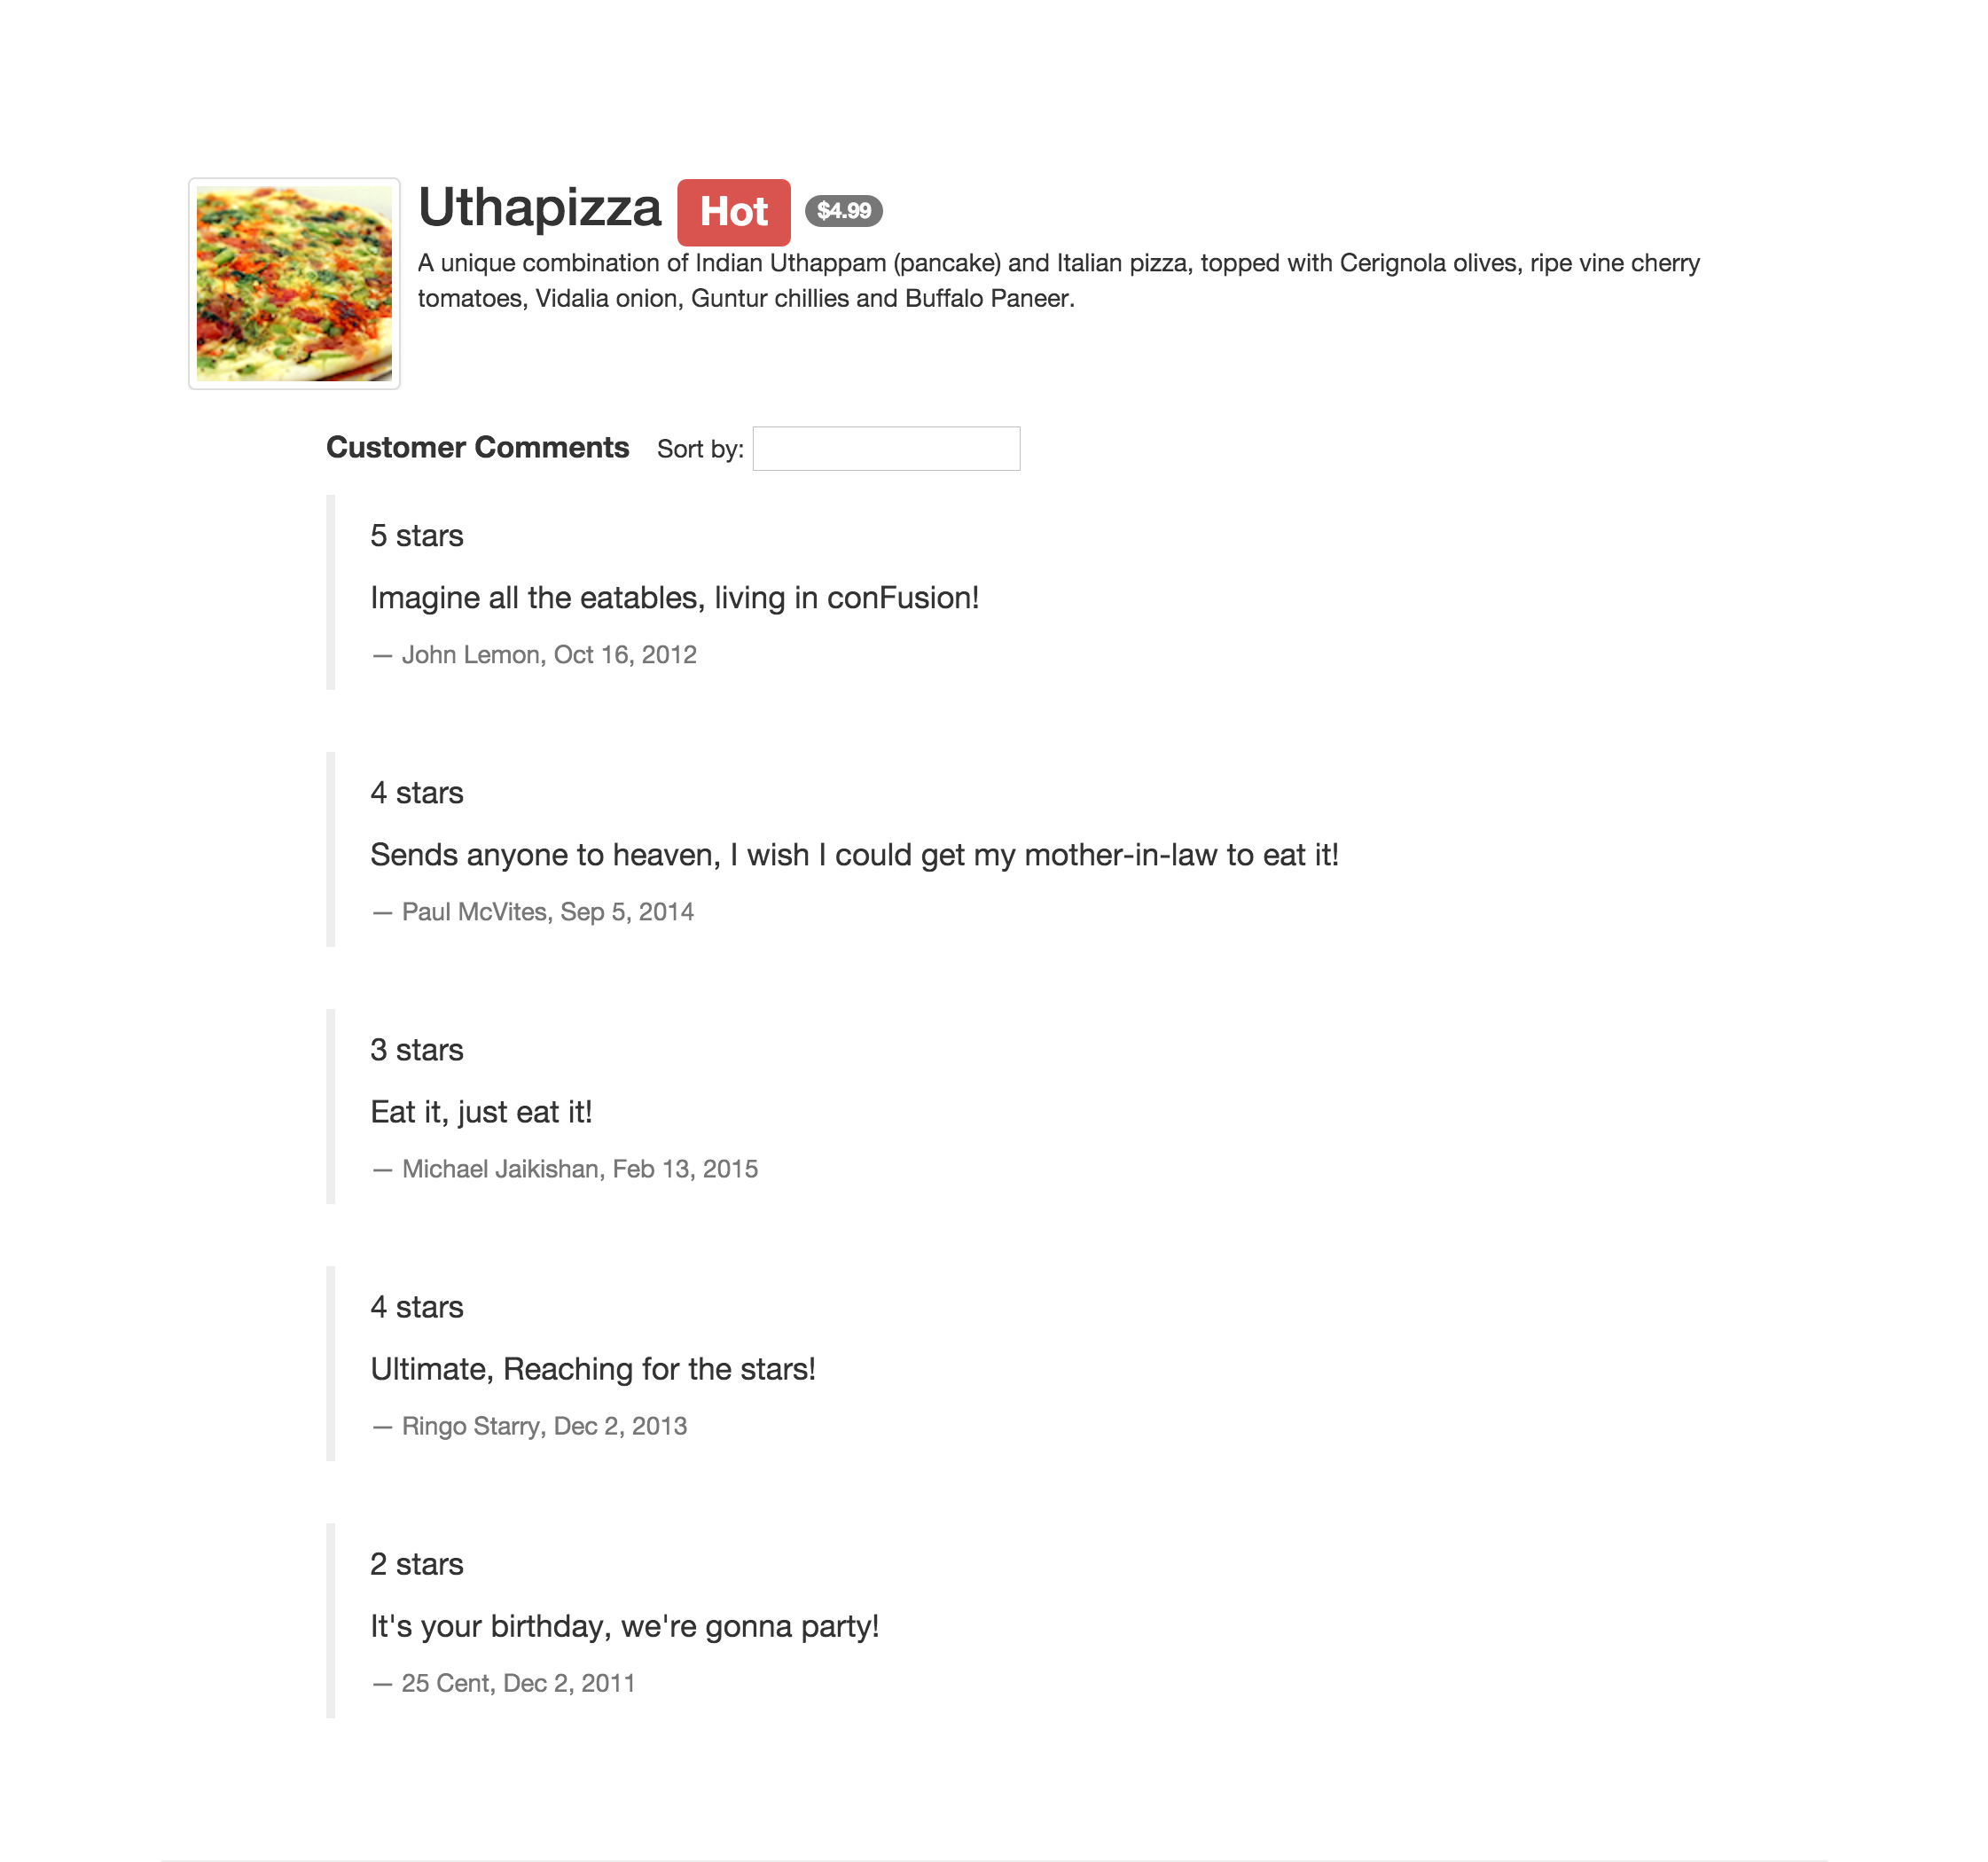 Uthapizza Hot $4.99
A unique combination of Indian Uthappam (pancake) and Italian pizza, topped with Cerignola olives, ripe vine cherry
tomatoes, Vidalia onion, Guntur chillies and Buffalo Paneer.
Customer Comments Sort by:
5 stars
Imagine all the eatables, living in conFusion!
— John Lemon, Oct 16, 2012
4 stars
Sends anyone to heaven, I wish I could get my mother-in-law to eat it!
— Paul McVites, Sep 5, 2014
3 stars
Eat it, just eat it!
— Michael Jaikishan, Feb 13, 2015
4 stars
Ultimate, Reaching for the stars!
— Ringo Starry, Dec 2, 2013
2 stars
It's your birthday, we're gonna party!
— 25 Cent, Dec 2, 2011